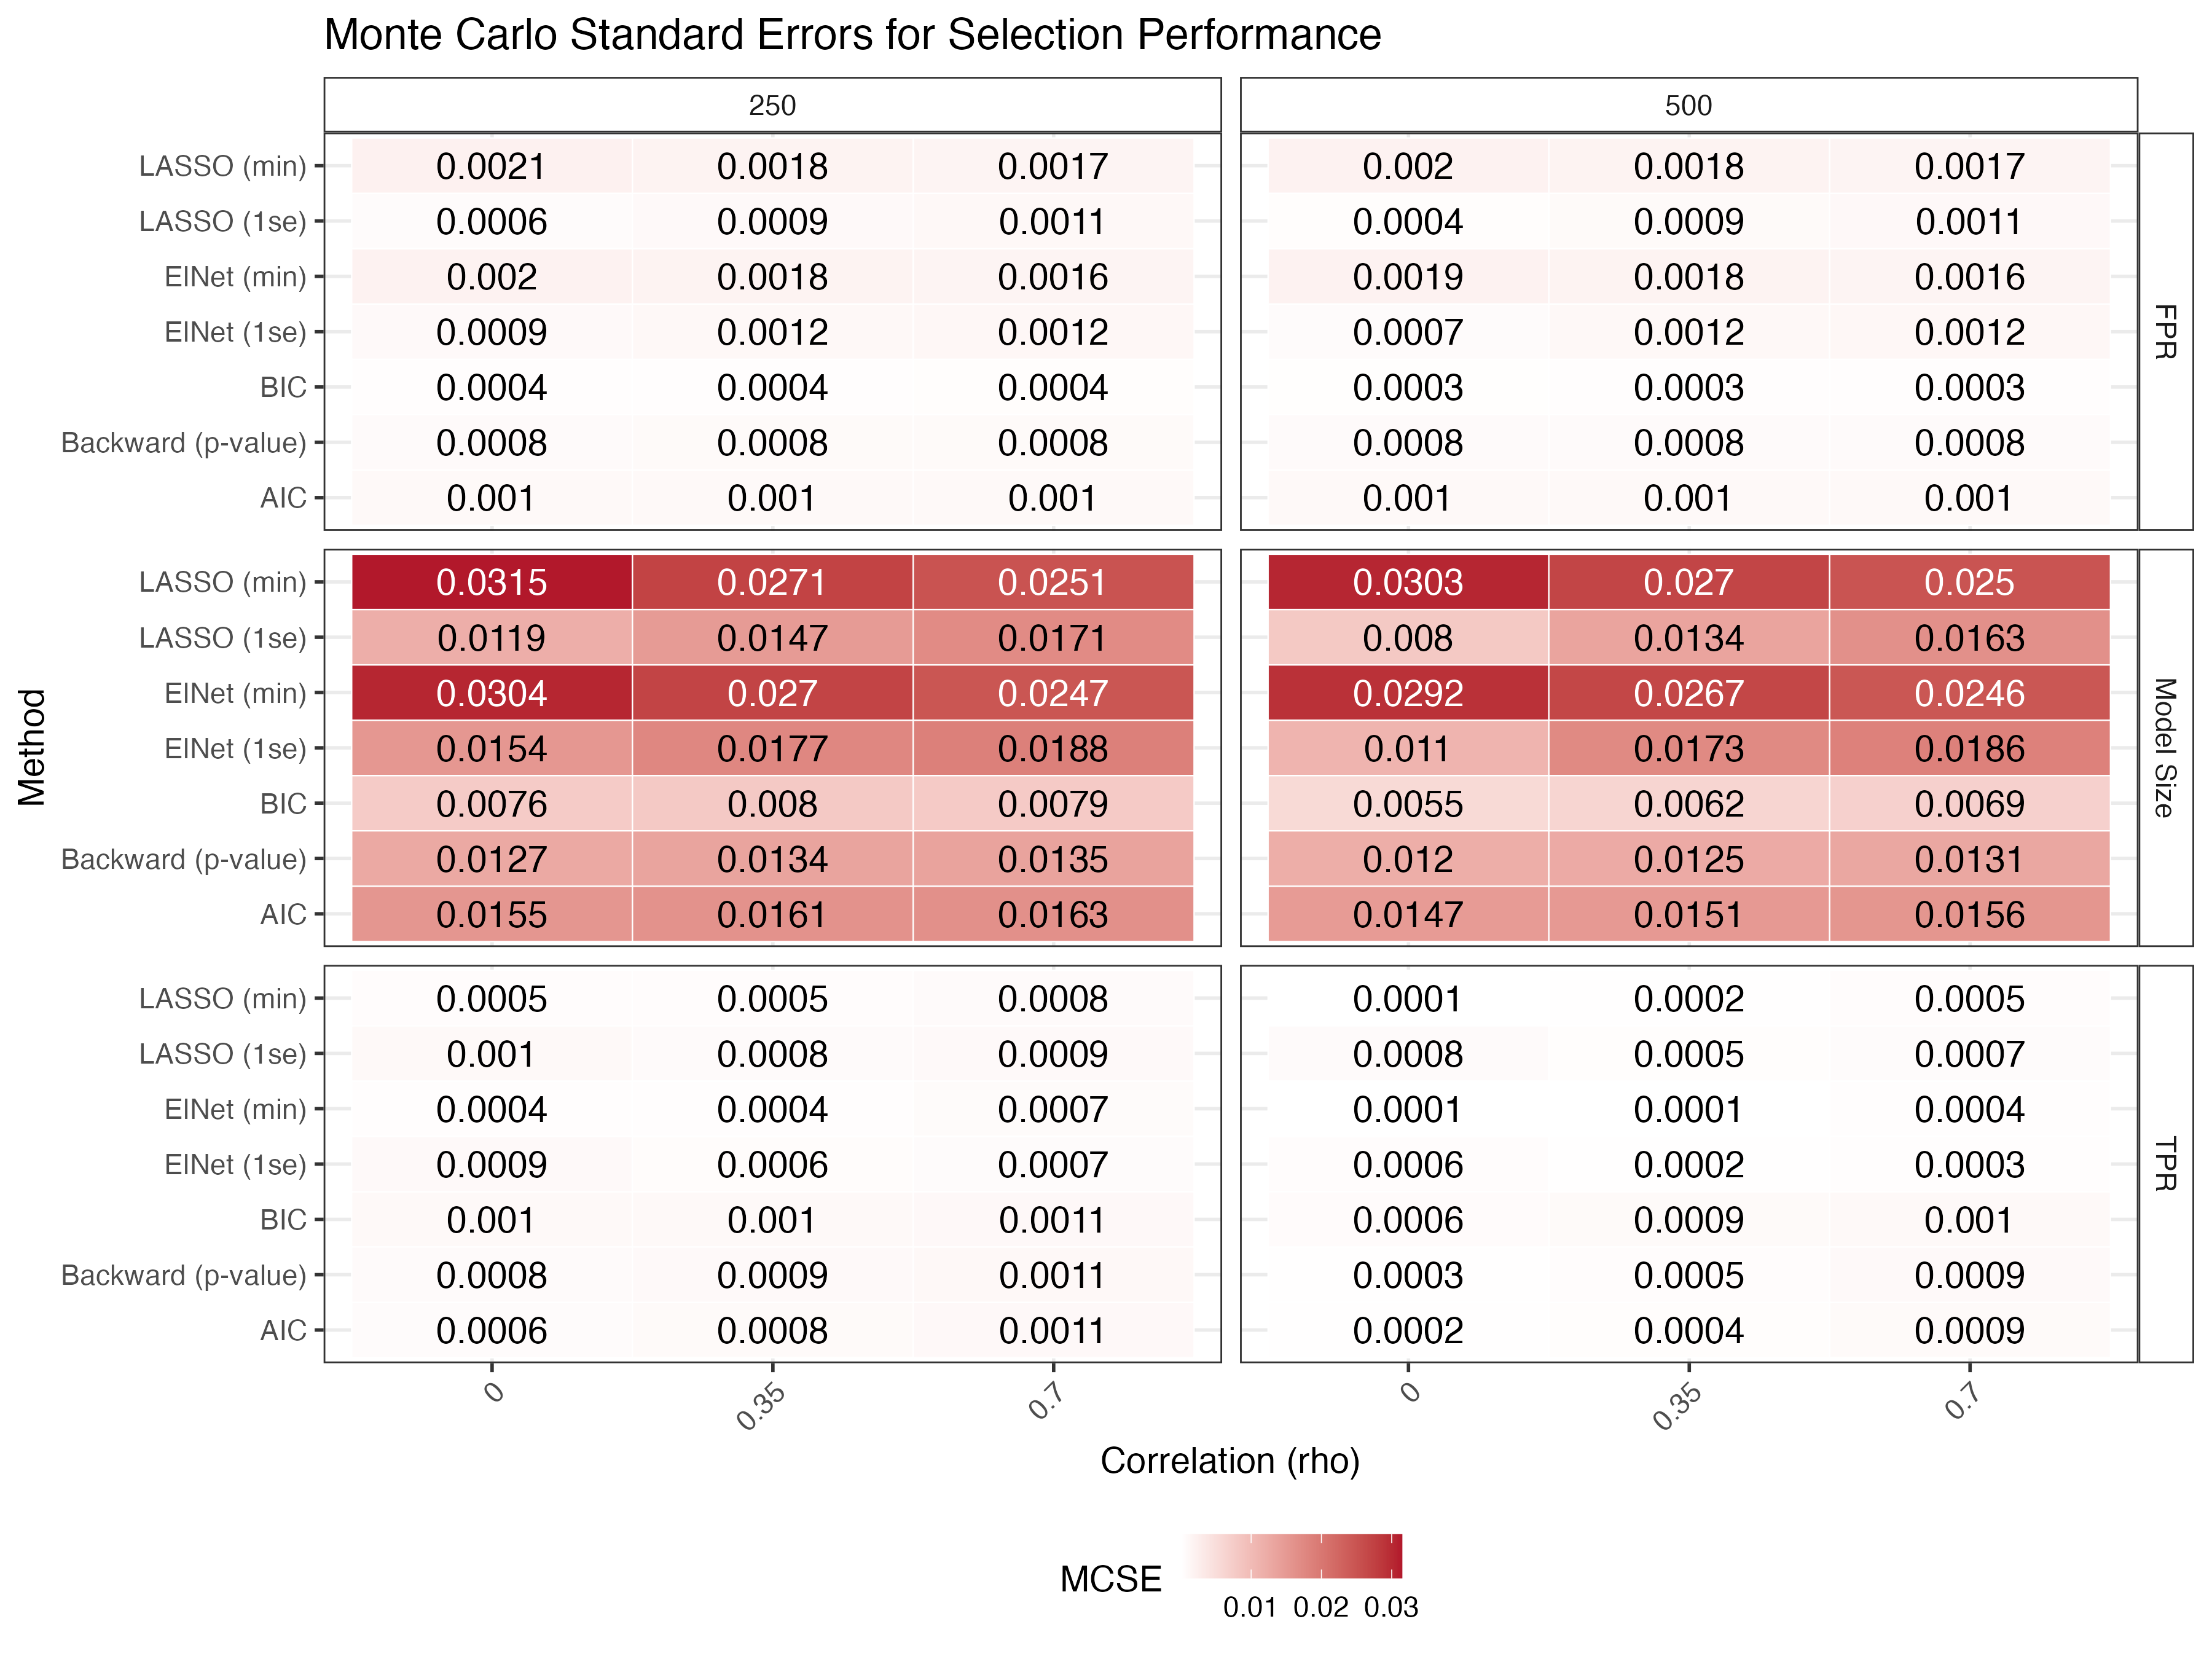 Monte Carlo Standard Errors for Selection Performance
250 500
LASSO (min) 0.0021 0.0018 0.0017 0.002 0.0018 0.0017
LASSO (1se) 0.0006 0.0009 0.0011 0.0004 0.0009 0.0011
ElNet (min) 0.002 0.0018 0.0016 0.0019 0.0018 0.0016
ElNet (1se) 0.0009 0.0012 0.0012 0.0007 0.0012 0.0012
BIC 0.0004 0.0004 0.0004 0.0003 0.0003 0.0003
Backward (p-value) 0.0008 0.0008 0.0008 0.0008 0.0008 0.0008
AIC 0.001 0.001 0.001 0.001 0.001 0.001
FPR
LASSO (min) 0.0315 0.0271 0.0251 0.0303 0.027 0.025
LASSO (1se) 0.0119 0.0147 0.0171 0.008 0.0134 0.0163
ElNet (min) 0.0304 0.027 0.0247 0.0292 0.0267 0.0246
ElNet (1se) 0.0154 0.0177 0.0188 0.011 0.0173 0.0186
BIC 0.0076 0.008 0.0079 0.0055 0.0062 0.0069
Backward (p-value) 0.0127 0.0134 0.0135 0.012 0.0125 0.0131
AIC 0.0155 0.0161 0.0163 0.0147 0.0151 0.0156
Model Size
LASSO (min) 0.0005 0.0005 0.0008 0.0001 0.0002 0.0005
LASSO (1se) 0.001 0.0008 0.0009 0.0008 0.0005 0.0007
ElNet (min) 0.0004 0.0004 0.0007 0.0001 0.0001 0.0004
ElNet (1se) 0.0009 0.0006 0.0007 0.0006 0.0002 0.0003
BIC 0.001 0.001 0.0011 0.0006 0.0009 0.001
Backward (p-value) 0.0008 0.0009 0.0011 0.0003 0.0005 0.0009
AIC 0.0006 0.0008 0.0011 0.0002 0.0004 0.0009
TPR
Method
0 0.35 0.7 0 0.35 0.7
Correlation (rho)
MCSE
0.01 0.02 0.03